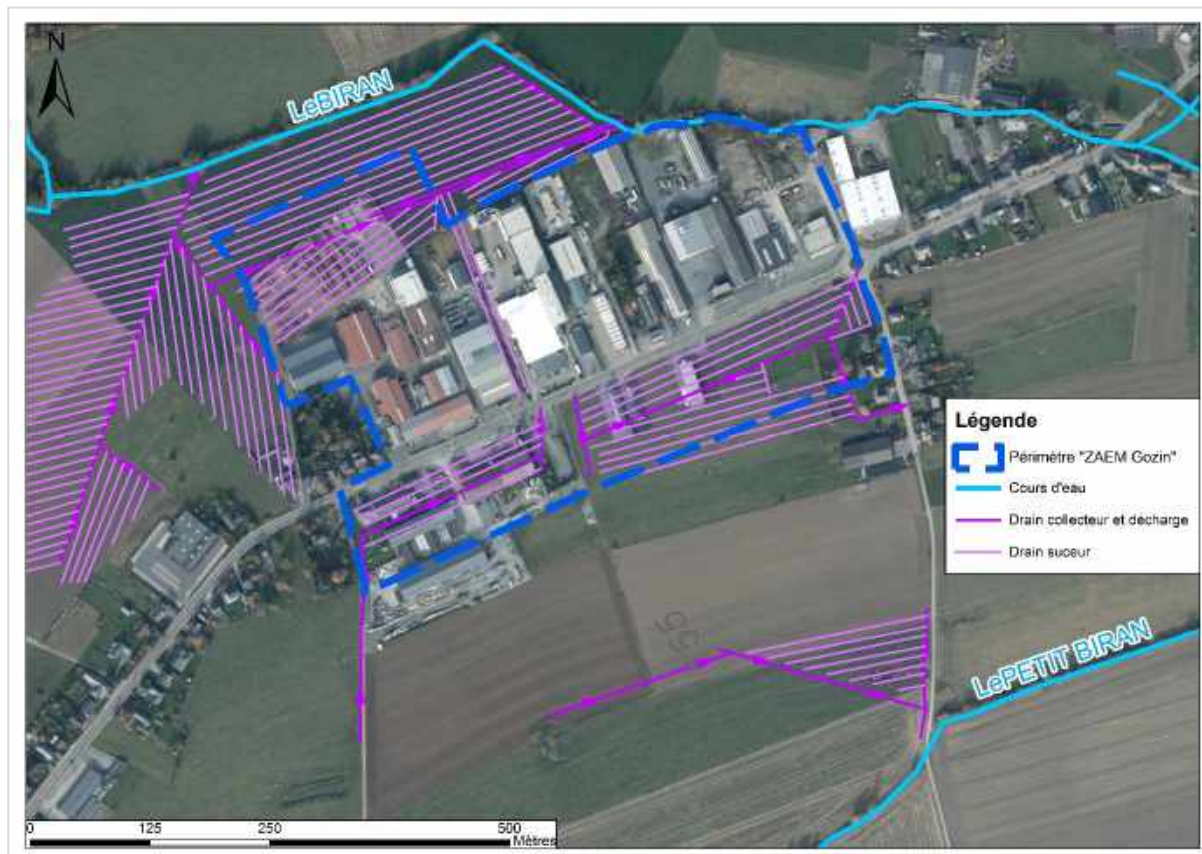 N
LeBIRAN
Légende
Périmètre "ZAEM Gozin"
Cours d'eau
Drain collecteur et décharge
Drain suceur
LePETIT BIRAN
0 125 250 500
Mètres